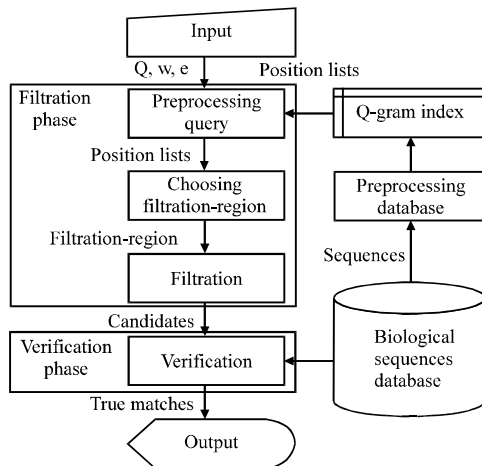 Input
Q, w, e
Position lists
Filtration
phase
Preprocessing
query
Q-gram index
Position lists
Choosing
filtration-region
Preprocessing
database
Filtration-region
Sequences
Filtration
Candidates
Verification
phase
Verification
Biological
sequences
database
True matches
Output